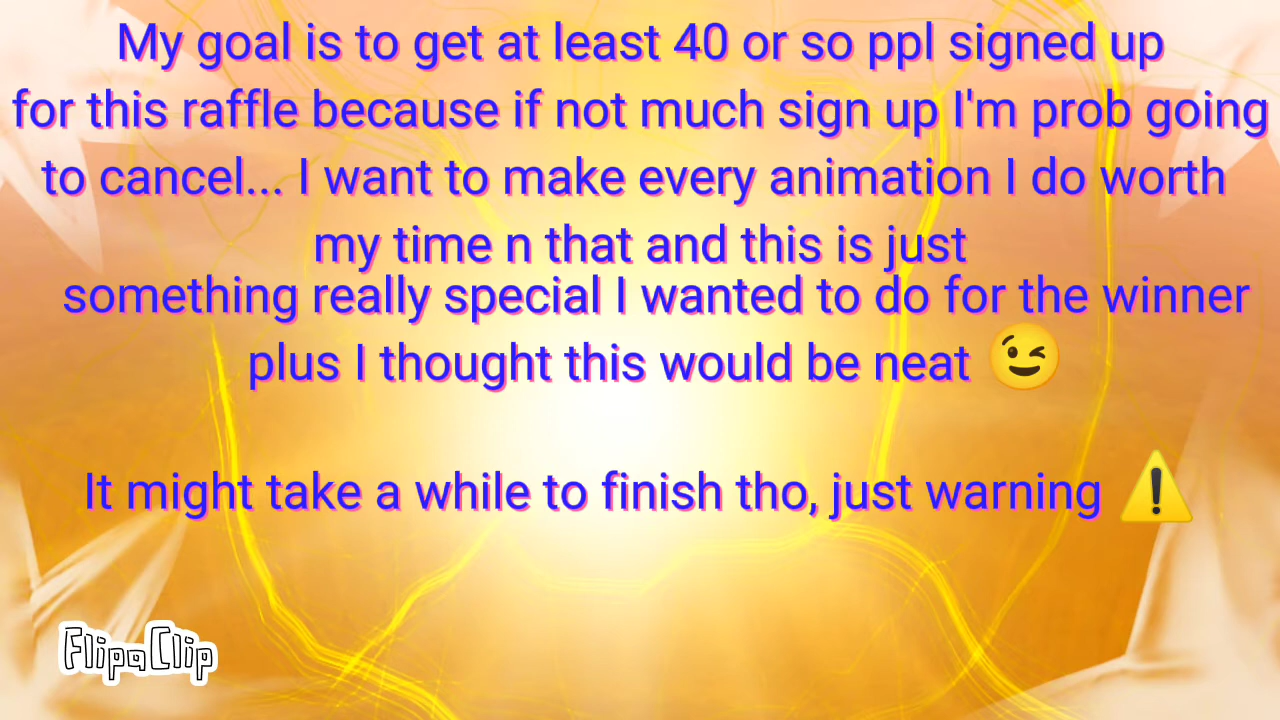 My goal is to get at least 40 or so ppl signed up
for this raffle because if not much sign up I'm prob going
to cancel... I want to make every animation I do worth
my time n that and this is just
something really special I wanted to do for the winner
plus I thought this would be neat 😉
It might take a while to finish tho, just warning ⚠️
FlipaClip